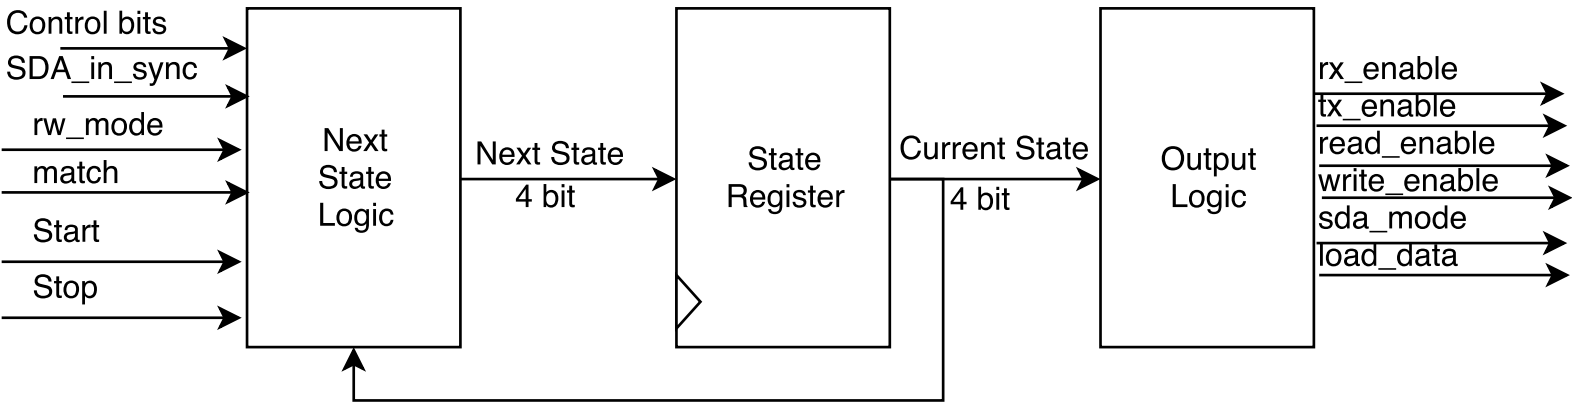 Control bits
SDA_in_sync
rw_mode
match
Start
Stop
Next
State
Logic
Next State
4 bit
State
Register
Current State
4 bit
Output
Logic
rx_enable
tx_enable
read_enable
write_enable
sda_mode
load_data